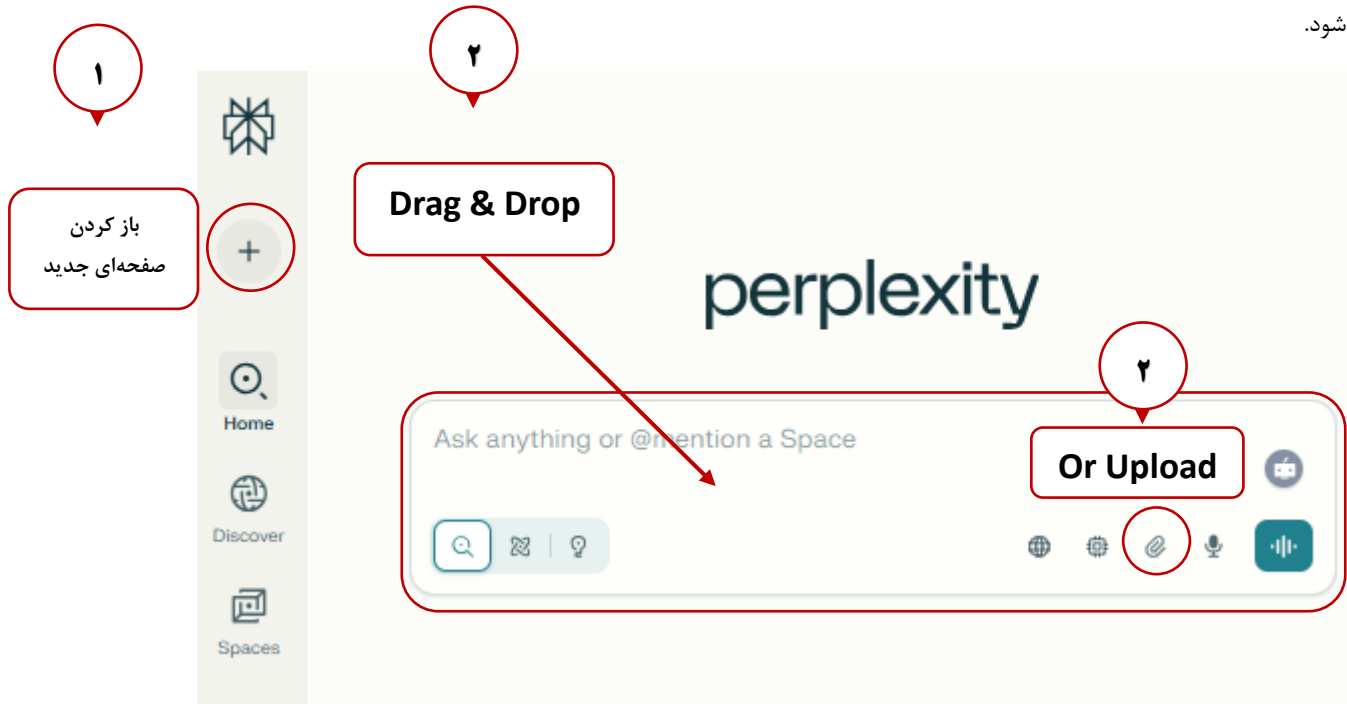 شود.
۲
۱
Drag & Drop
باز کردن
صفحه‌ای جدید
perplexity
۲
Home
Ask anything or @mention a Space
Or Upload
Discover
Spaces